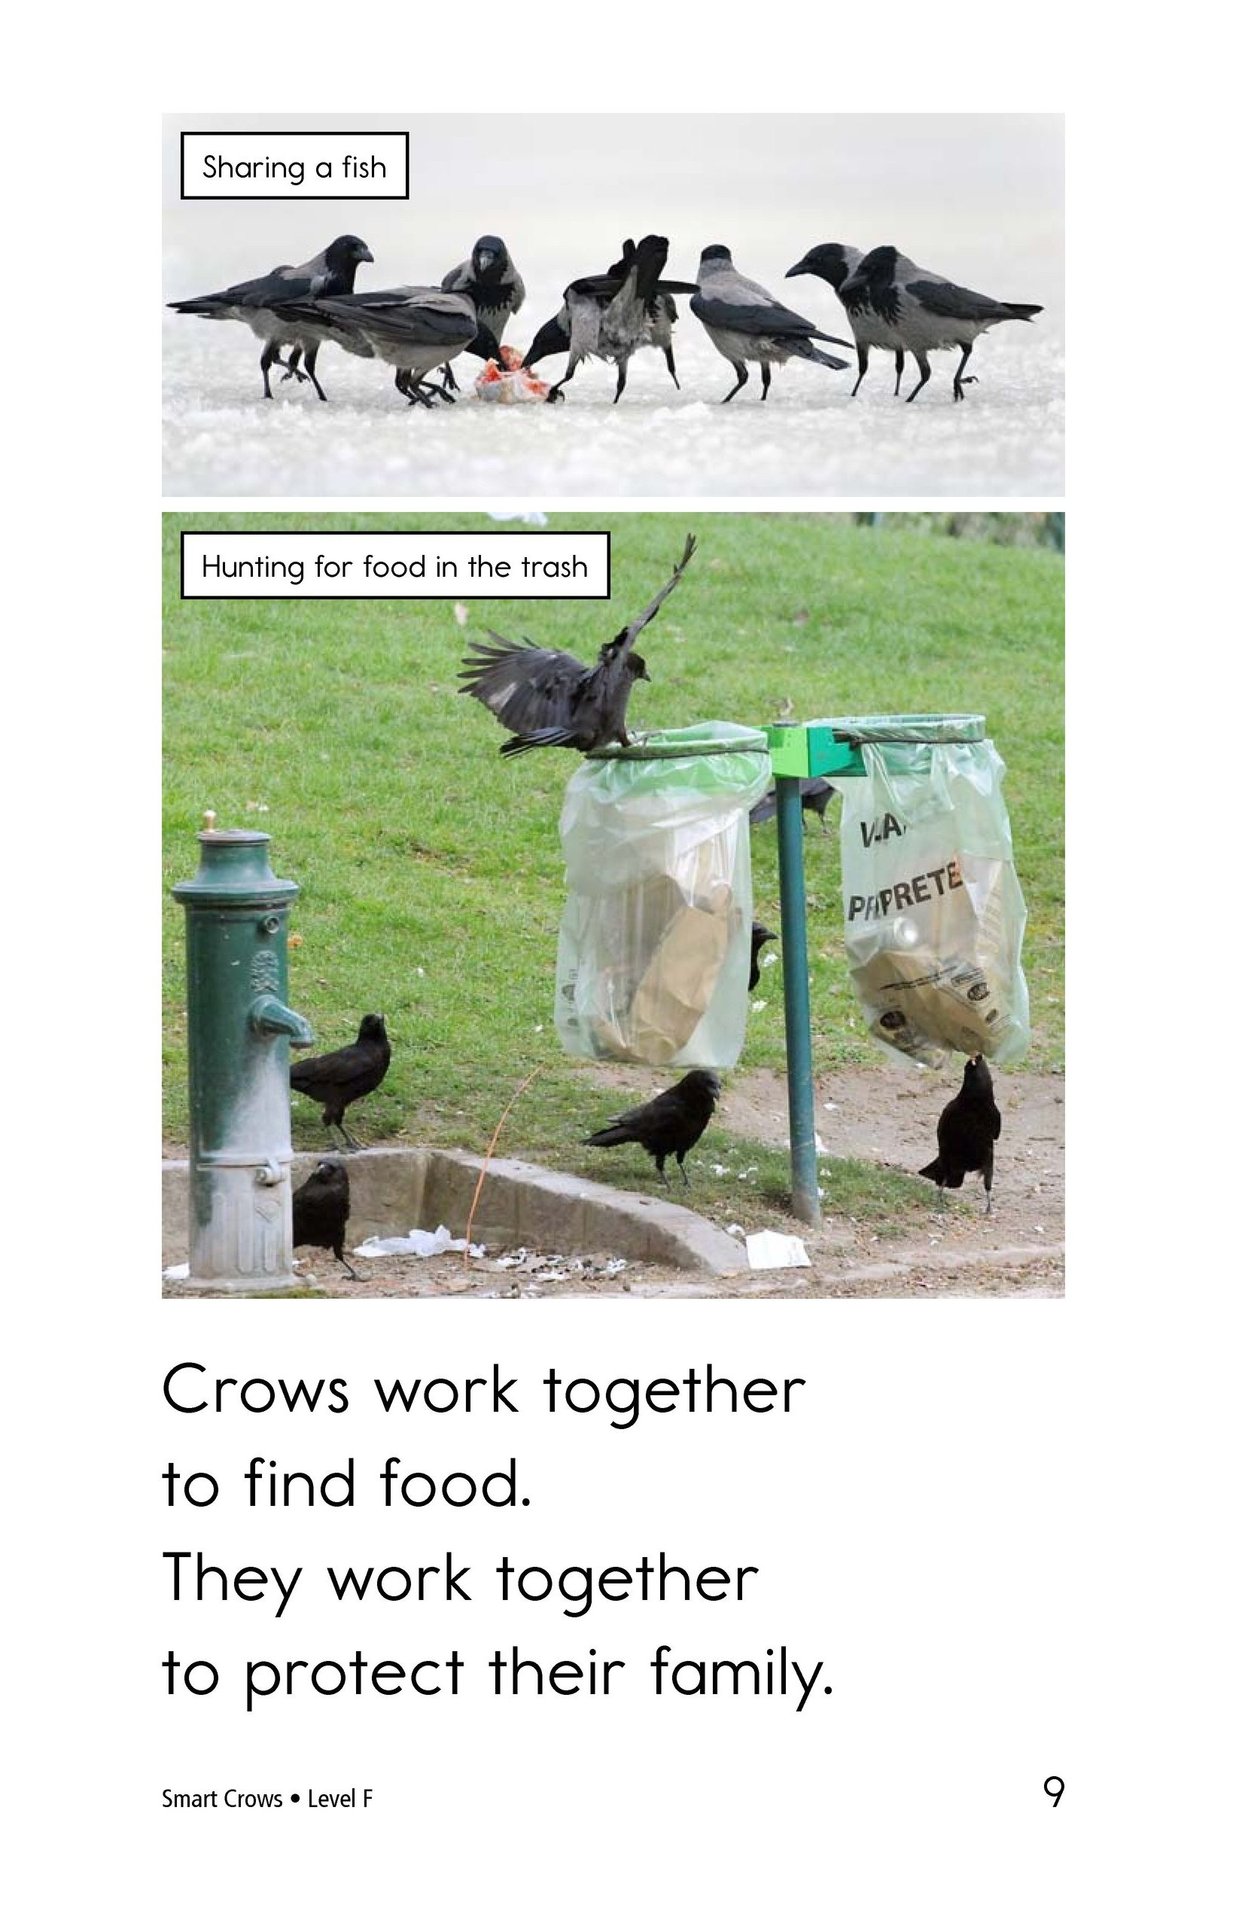 Sharing a fish
Hunting for food in the trash
PRETE
Crows work together
to find food.
They work together
to protect their family.
Smart Crows • Level F
9